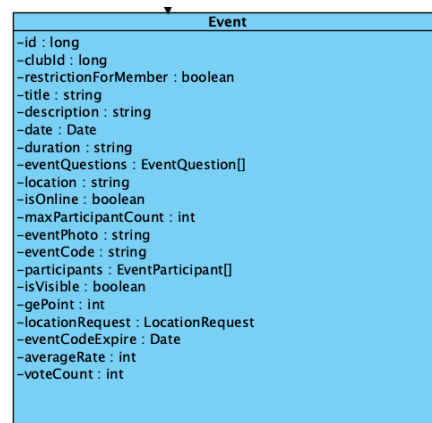 Event
-id : long
-clubId : long
-restrictionForMember : boolean
-title : string
-description : string
-date : Date
-duration : string
-eventQuestions : EventQuestion[]
-location : string
-isOnline : boolean
-maxParticipantCount : int
-eventPhoto : string
-eventCode : string
-participants : EventParticipant[]
-isVisible : boolean
-gePoint : int
-locationRequest : LocationRequest
-eventCodeExpire : Date
-averageRate : int
-voteCount : int